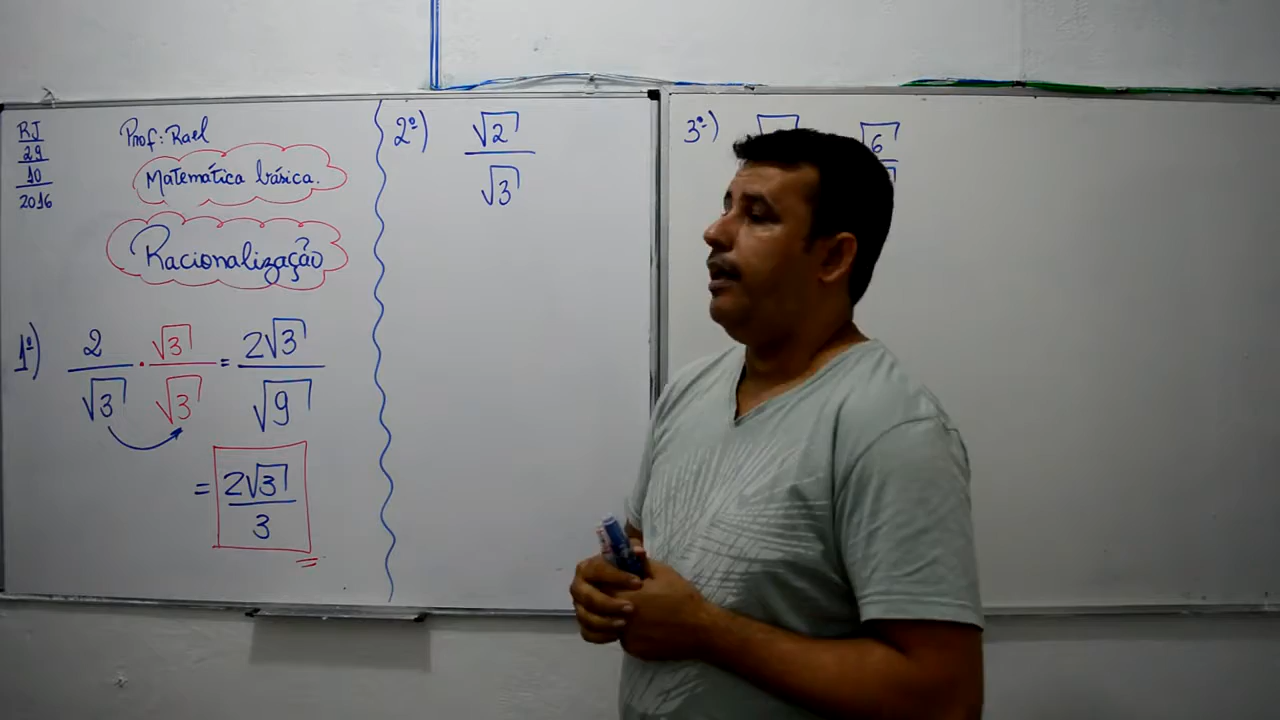 RJ
29
10
2016
Prof: Rael
Matemática básica.
Racionalização
1º) 2/√3 · √3/√3 = 2√3/√9
= 2√3/3
2º) √2/√3
3º)
√6